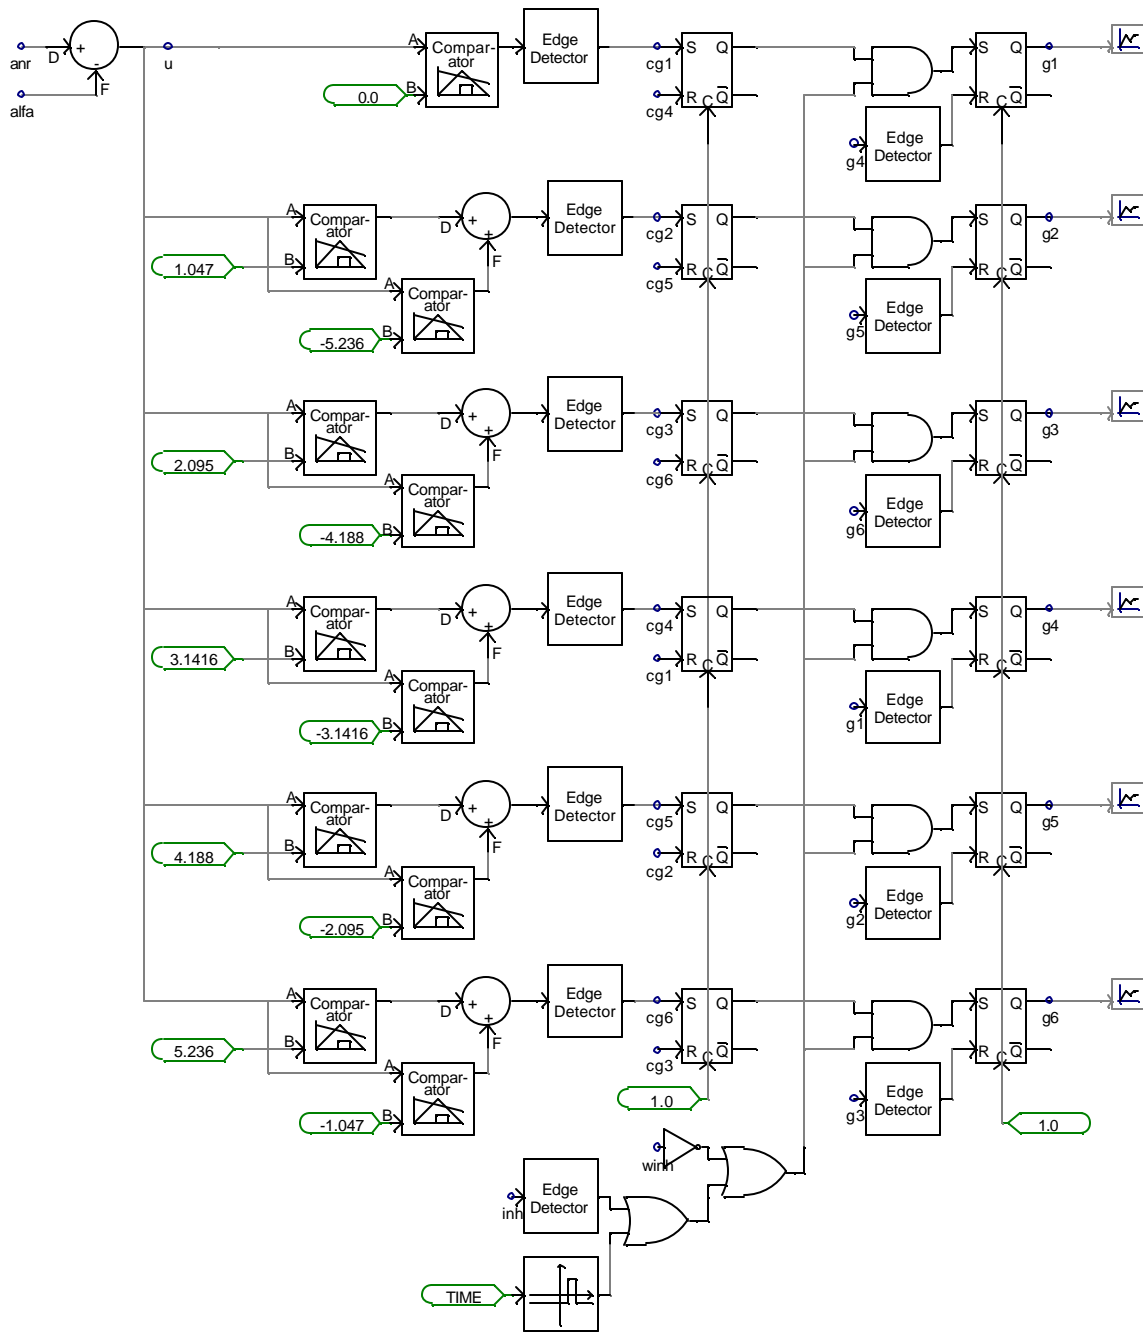 anr
D
+
-
F
alfa
u
A
B
0.0
Compar-
ator
Edge
Detector
cg1
cg4
S
Q
R
C
Q
g4
Edge
Detector
S
Q
R
C
Q
g1
A
B
1.047
Compar-
ator
A
B
-5.236
Compar-
ator
D
+
+
F
Edge
Detector
cg2
cg5
S
Q
R
C
Q
g5
Edge
Detector
S
Q
R
C
Q
g2
A
B
2.095
Compar-
ator
A
B
-4.188
Compar-
ator
D
+
+
F
Edge
Detector
cg3
cg6
S
Q
R
C
Q
g6
Edge
Detector
S
Q
R
C
Q
g3
A
B
3.1416
Compar-
ator
A
B
-3.1416
Compar-
ator
D
+
+
F
Edge
Detector
cg4
cg1
S
Q
R
C
Q
g1
Edge
Detector
S
Q
R
C
Q
g4
A
B
4.188
Compar-
ator
A
B
-2.095
Compar-
ator
D
+
+
F
Edge
Detector
cg5
cg2
S
Q
R
C
Q
g2
Edge
Detector
S
Q
R
C
Q
g5
A
B
5.236
Compar-
ator
A
B
-1.047
Compar-
ator
D
+
+
F
Edge
Detector
cg6
cg3
S
Q
R
C
Q
1.0
g3
Edge
Detector
S
Q
R
C
Q
g6
1.0
winh
inh
Edge
Detector
TIME